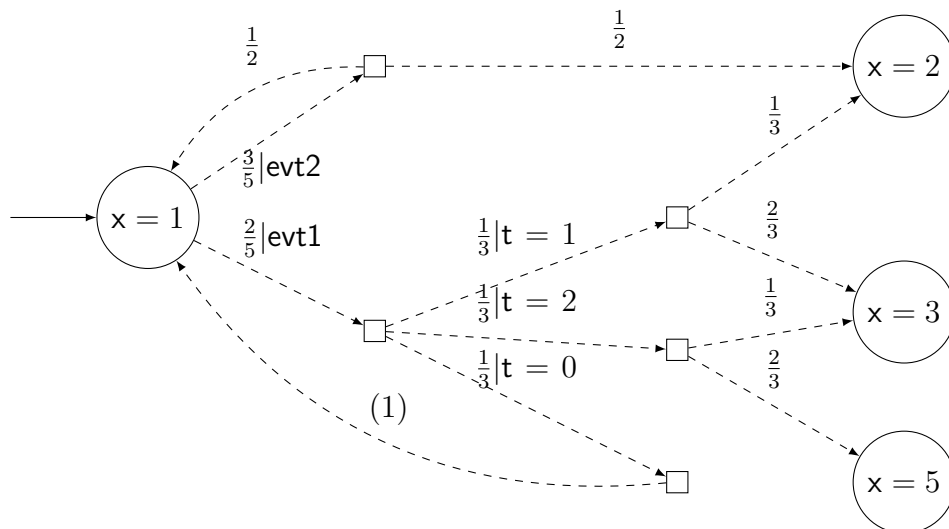 1/2
1/2
x = 2
1/3
3/5|evt2
x = 1
2/5|evt1
1/3|t = 1
2/3
1/3|t = 2
1/3
x = 3
1/3|t = 0
2/3
(1)
x = 5